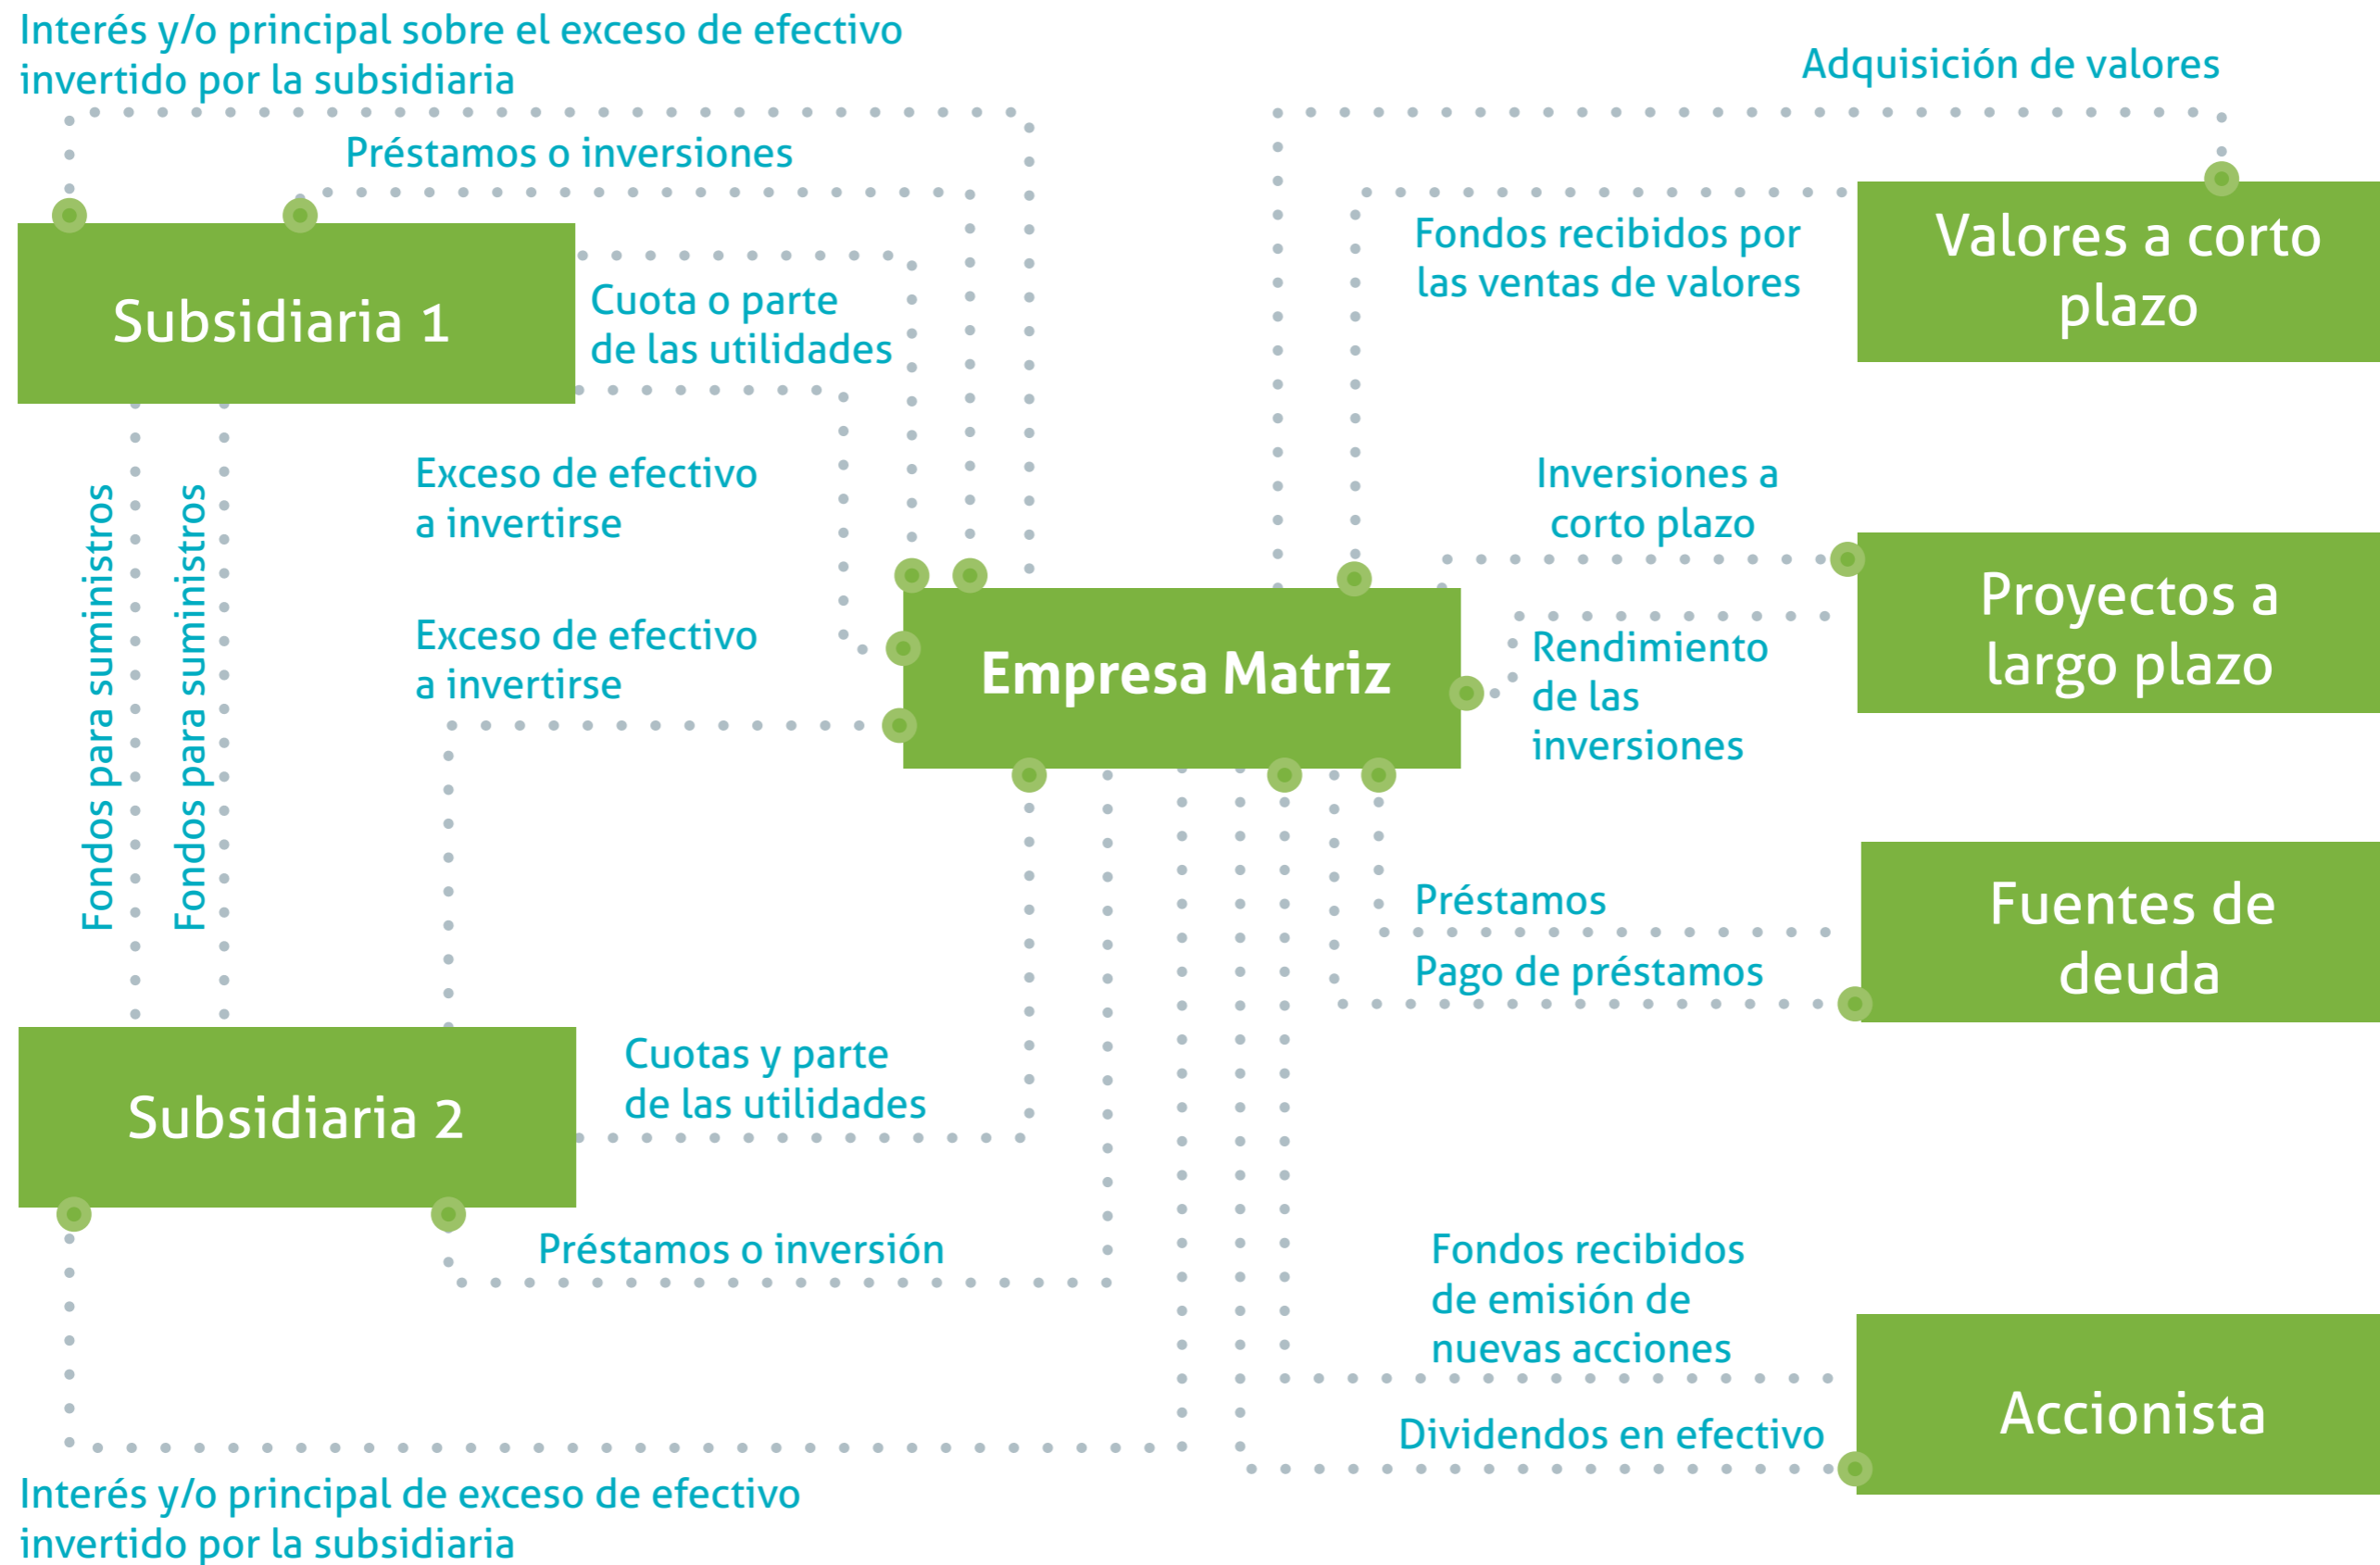 Interés y/o principal sobre el exceso de efectivo
invertido por la subsidiaria
Adquisición de valores
Préstamos o inversiones
Fondos recibidos por
las ventas de valores
Valores a corto
plazo
Subsidiaria 1
Cuota o parte
de las utilidades
Exceso de efectivo
a invertirse
Inversiones a
corto plazo
Fondos para suministros
Fondos para suministros
Exceso de efectivo
a invertirse
Empresa Matriz
Rendimiento
de las
inversiones
Proyectos a
largo plazo
Préstamos
Pago de préstamos
Fuentes de
deuda
Subsidiaria 2
Cuotas y parte
de las utilidades
Préstamos o inversión
Fondos recibidos
de emisión de
nuevas acciones
Dividendos en efectivo
Accionista
Interés y/o principal de exceso de efectivo
invertido por la subsidiaria